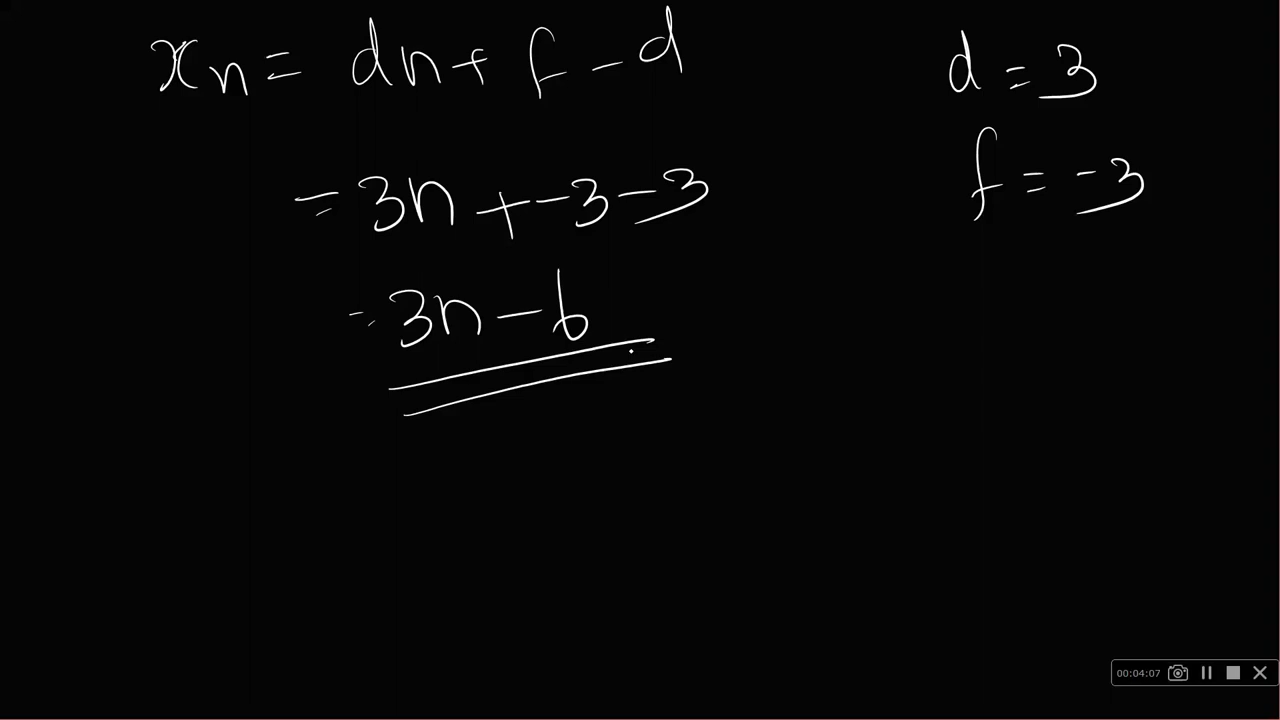 xn = dn + f - d
d = 3
f = -3
= 3n + -3 - 3
= 3n - 6
00:04:07